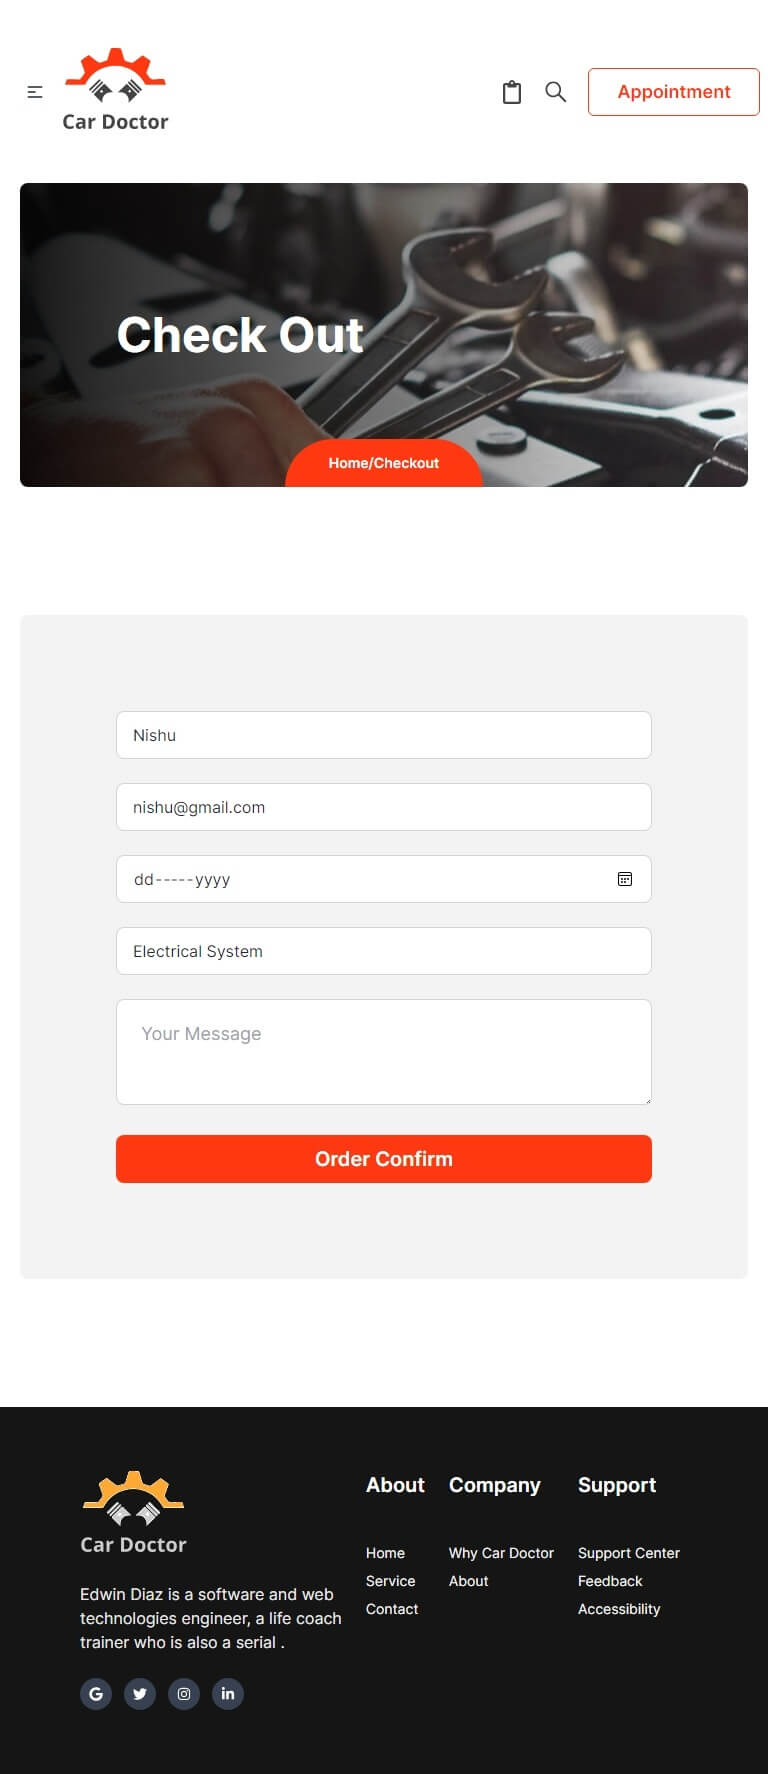 Car Doctor
Appointment
Check Out
Home/Checkout
Nishu
nishu@gmail.com
dd-----yyyy
Electrical System
Your Message
Order Confirm
Car Doctor
Edwin Diaz is a software and web
technologies engineer, a life coach
trainer who is also a serial .
About
Home
Service
Contact
Company
Why Car Doctor
About
Support
Support Center
Feedback
Accessibility